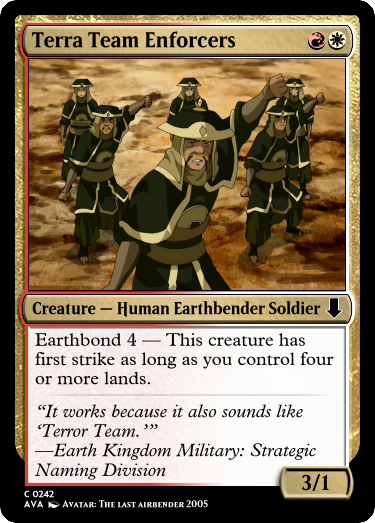 Terra Team Enforcers
Creature — Human Earthbender Soldier
Earthbond 4 — This creature has
first strike as long as you control four
or more lands.
“It works because it also sounds like
‘Terror Team.’”
—Earth Kingdom Military: Strategic
Naming Division
3/1
C 0242
AVA Avatar: The last airbender 2005